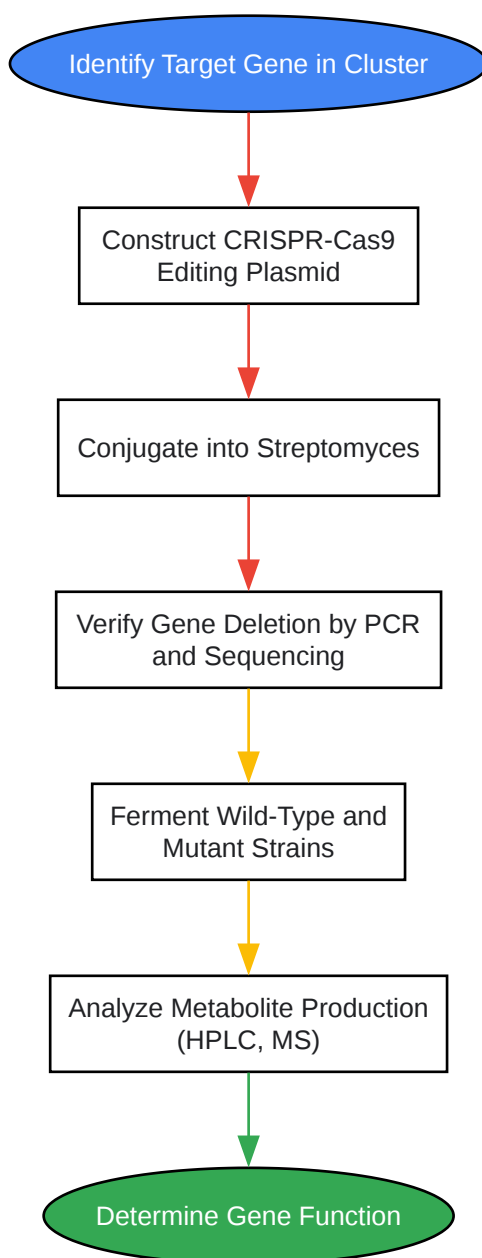 Identify Target Gene in Cluster
Construct CRISPR-Cas9
Editing Plasmid
Conjugate into Streptomyces
Verify Gene Deletion by PCR
and Sequencing
Ferment Wild-Type and
Mutant Strains
Analyze Metabolite Production
(HPLC, MS)
Determine Gene Function